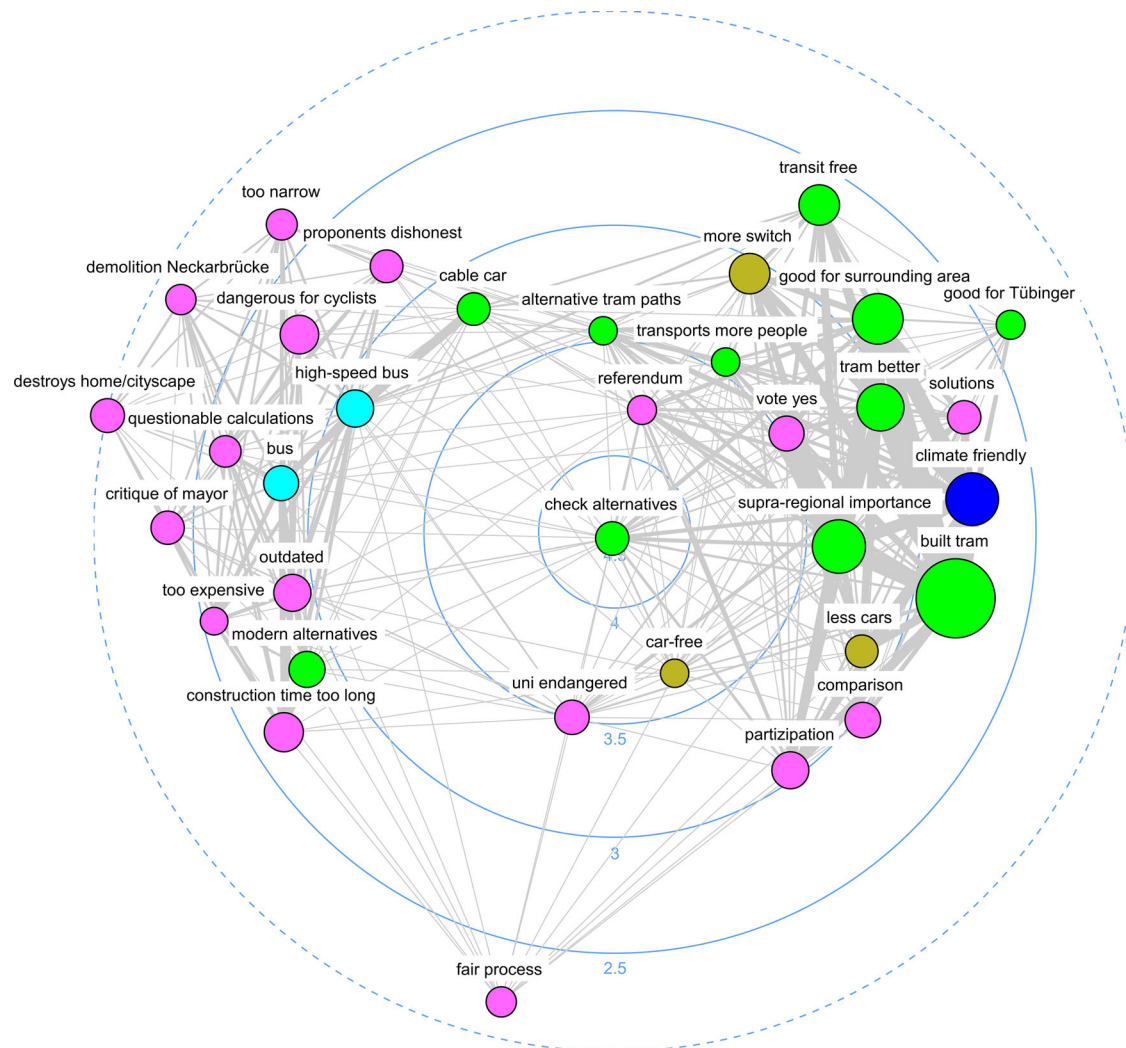 transit free
too narrow
proponents dishonest
more switch
demolition Neckarbrücke
cable car
good for surrounding area
dangerous for cyclists
alternative tram paths
good for Tübinger
transports more people
high-speed bus
referendum
tram better
destroys home/cityscape
solutions
questionable calculations
vote yes
bus
climate friendly
critique of mayor
check alternatives
supra-regional importance
built tram
4.5
outdated
too expensive
4
less cars
modern alternatives
car-free
uni endangered
comparison
construction time too long
3.5
partizipation
3
fair process
2.5